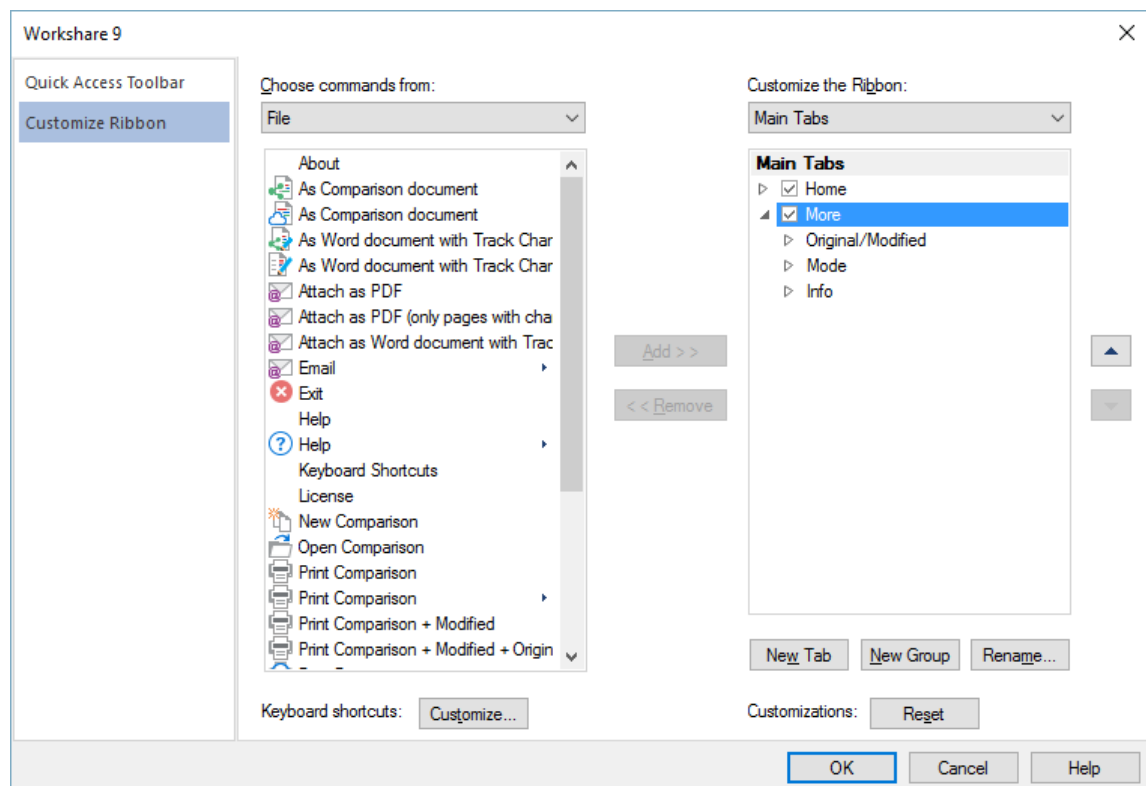 Workshare 9
Quick Access Toolbar
Customize Ribbon
Choose commands from:
File
About
As Comparison document
As Comparison document
As Word document with Track Char
As Word document with Track Char
Attach as PDF
Attach as PDF (only pages with cha
Attach as Word document with Trac
Email
Exit
Help
Help
Keyboard Shortcuts
License
New Comparison
Open Comparison
Print Comparison
Print Comparison
Print Comparison + Modified
Print Comparison + Modified + Origin
Keyboard shortcuts: Customize...
Add > >
< < Remove
Customize the Ribbon:
Main Tabs
Main Tabs
Home
More
Original/Modified
Mode
Info
New Tab New Group Rename...
Customizations: Reset
OK Cancel Help